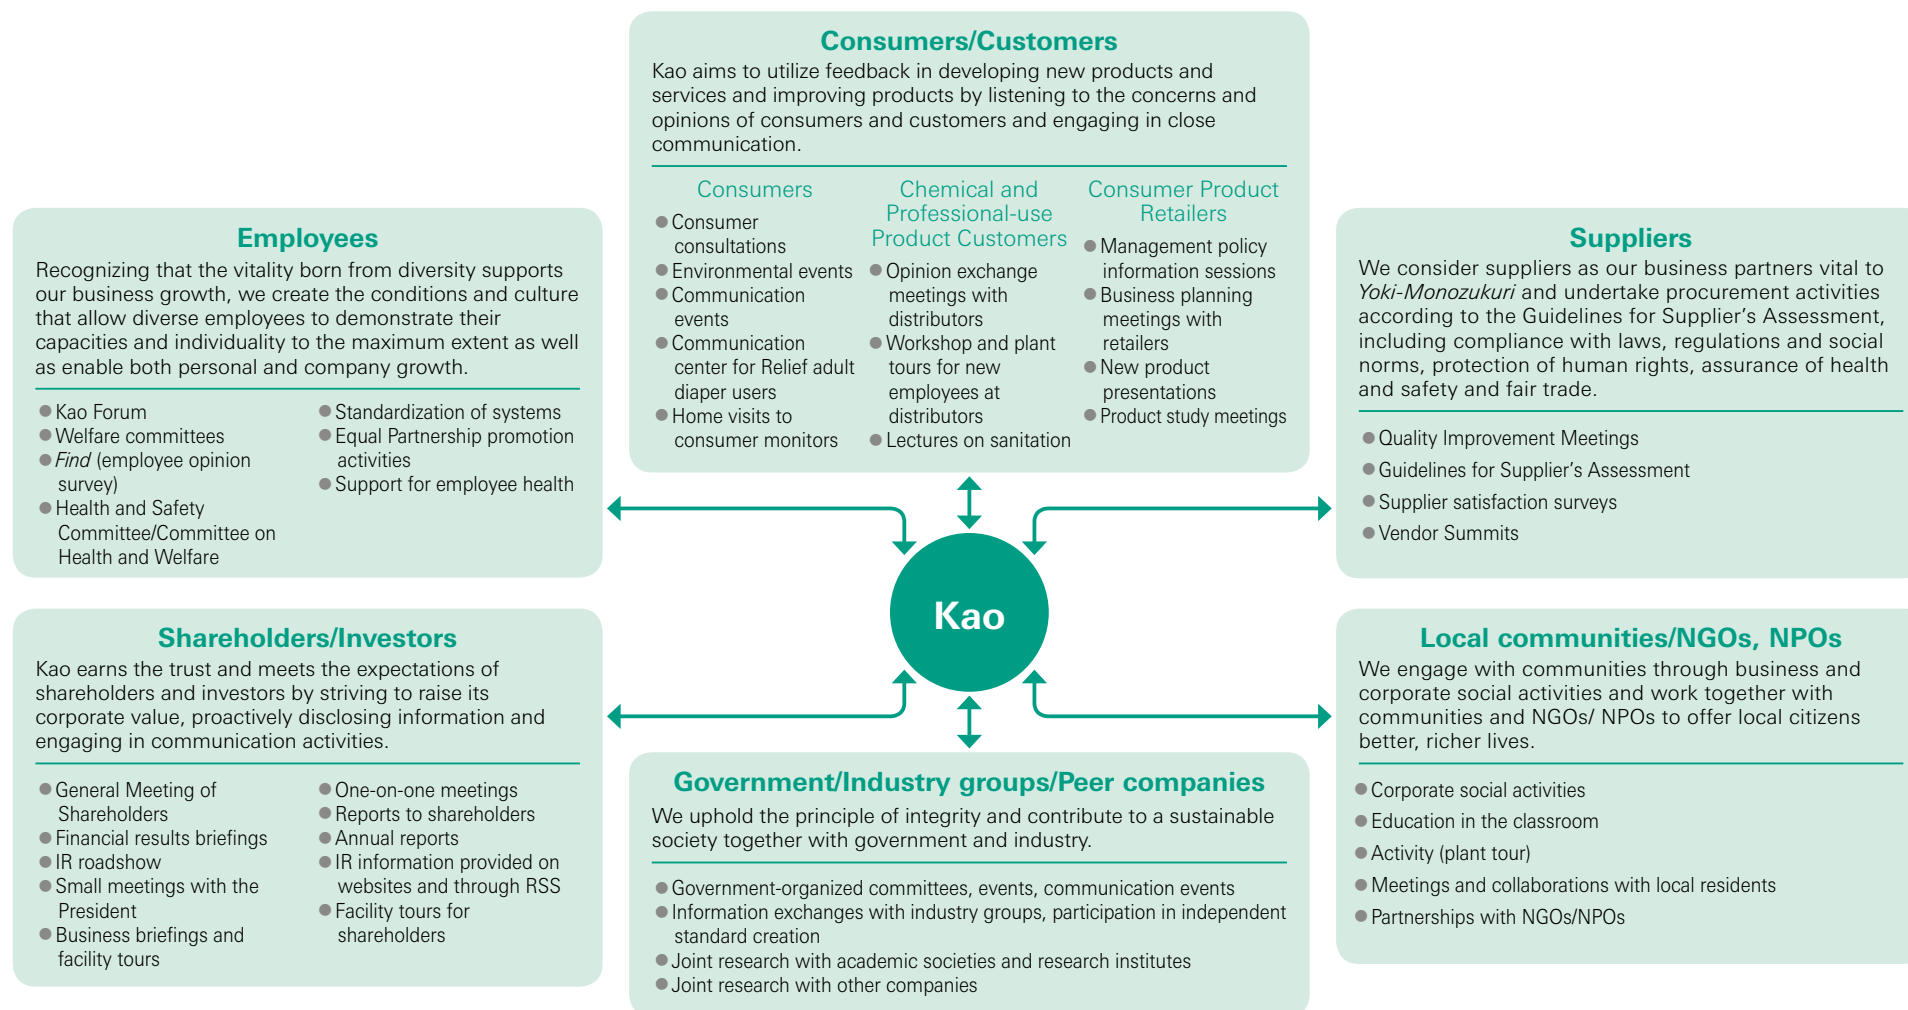 Consumers/Customers
Kao aims to utilize feedback in developing new products and
services and improving products by listening to the concerns and
opinions of consumers and customers and engaging in close
communication.
Consumers
● Consumer
consultations
● Environmental events
● Communication
events
● Communication
center for Relief adult
diaper users
● Home visits to
consumer monitors
Chemical and
Professional-use
Product Customers
● Opinion exchange
meetings with
distributors
● Workshop and plant
tours for new
employees at
distributors
● Lectures on sanitation
Consumer Product
Retailers
● Management policy
information sessions
● Business planning
meetings with
retailers
● New product
presentations
● Product study meetings
Employees
Recognizing that the vitality born from diversity supports
our business growth, we create the conditions and culture
that allow diverse employees to demonstrate their
capacities and individuality to the maximum extent as well
as enable both personal and company growth.
● Kao Forum
● Welfare committees
● Find (employee opinion
survey)
● Health and Safety
Committee/Committee on
Health and Welfare
● Standardization of systems
● Equal Partnership promotion
activities
● Support for employee health
Suppliers
We consider suppliers as our business partners vital to
Yoki-Monozukuri and undertake procurement activities
according to the Guidelines for Supplier's Assessment,
including compliance with laws, regulations and social
norms, protection of human rights, assurance of health
and safety and fair trade.
● Quality Improvement Meetings
● Guidelines for Supplier's Assessment
● Supplier satisfaction surveys
● Vendor Summits
Kao
Shareholders/Investors
Kao earns the trust and meets the expectations of
shareholders and investors by striving to raise its
corporate value, proactively disclosing information and
engaging in communication activities.
● General Meeting of
Shareholders
● Financial results briefings
● IR roadshow
● Small meetings with the
President
● Business briefings and
facility tours
● One-on-one meetings
● Reports to shareholders
● Annual reports
● IR information provided on
websites and through RSS
● Facility tours for
shareholders
Government/Industry groups/Peer companies
We uphold the principle of integrity and contribute to a sustainable
society together with government and industry.
● Government-organized committees, events, communication events
● Information exchanges with industry groups, participation in independent
standard creation
● Joint research with academic societies and research institutes
● Joint research with other companies
Local communities/NGOs, NPOs
We engage with communities through business and
corporate social activities and work together with
communities and NGOs/ NPOs to offer local citizens
better, richer lives.
● Corporate social activities
● Education in the classroom
● Activity (plant tour)
● Meetings and collaborations with local residents
● Partnerships with NGOs/NPOs